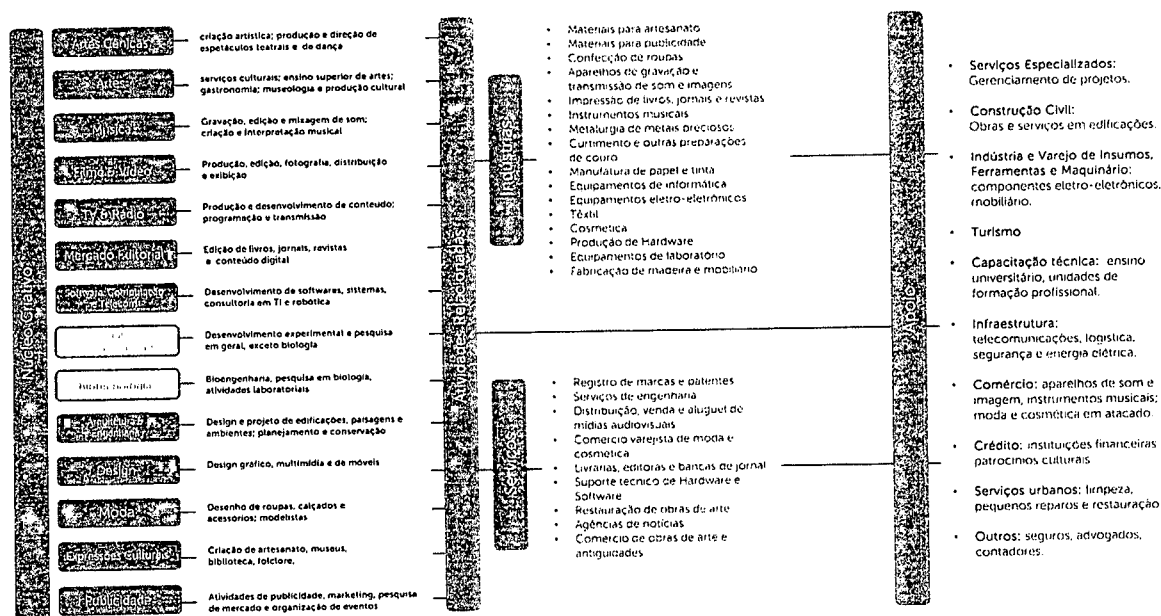 Núcleo Criativo
Artes Cênicas
criação artística; produção e direção de
espetáculos teatrais e de dança
Artes
serviços culturais; ensino superior de artes;
gastronomia; museologia e produção cultural
Música
Gravação, edição e mixagem de som;
criação e interpretação musical
Filme e Vídeo
Produção, edição, fotografia, distribuição
e exibição
TV e Rádio
Produção e desenvolvimento de conteúdo;
programação e transmissão
Mercado Editorial
Edição de livros, jornais, revistas
e conteúdo digital
Desenvolvimento de softwares, sistemas,
consultoria em TI e robótica
Desenvolvimento experimental e pesquisa
em geral, exceto biologia
Biotecnologia
Bioengenharia, pesquisa em biologia,
atividades laboratoriais
Design e projeto de edificações, paisagens e
ambientes; planejamento e conservação
Design
Design gráfico, multimídia e de móveis
Moda
Desenho de roupas, calçados e
acessórios; modelistas
Expressões Culturais
Criação de artesanato, museus,
biblioteca, folclore,
Publicidade
Atividades de publicidade, marketing, pesquisa
de mercado e organização de eventos
Atividades Relacionadas
Indústrias
• Materiais para artesanato
• Materiais para publicidade
• Confecção de roupas
• Aparelhos de gravação e
transmissão de som e imagens
• Impressão de livros, jornais e revistas
• Instrumentos musicais
• Metalurgia de metais preciosos
• Curtimento e outras preparações
de couro
• Manufatura de papel e tinta
• Equipamentos de informática
• Equipamentos eletro-eletrônicos
• Têxtil
• Cosmética
• Produção de Hardware
• Equipamentos de laboratório
• Fabricação de madeira e mobiliário
Serviços
• Registro de marcas e patentes
• Serviços de engenharia
• Distribuição, venda e aluguel de
mídias audiovisuais
• Comércio varejista de moda e
cosmética
• Livrarias, editoras e bancas de jornal
• Suporte técnico de Hardware e
Software
• Restauração de obras de arte
• Agências de notícias
• Comércio de obras de arte e
antiguidades
Apoio
• Serviços Especializados:
Gerenciamento de projetos.
• Construção Civil:
Obras e serviços em edificações.
• Indústria e Varejo de Insumos,
Ferramentas e Maquinário:
componentes eletro-eletrônicos,
mobiliário.
• Turismo
• Capacitação técnica: ensino
universitário, unidades de
formação profissional.
• Infraestrutura:
telecomunicações, logística,
segurança e energia elétrica.
• Comércio: aparelhos de som e
imagem, instrumentos musicais;
moda e cosmética em atacado.
• Crédito: instituições financeiras
patrocínios culturais
• Serviços urbanos: limpeza,
pequenos reparos e restauração
• Outros: seguros, advogados,
contadores.